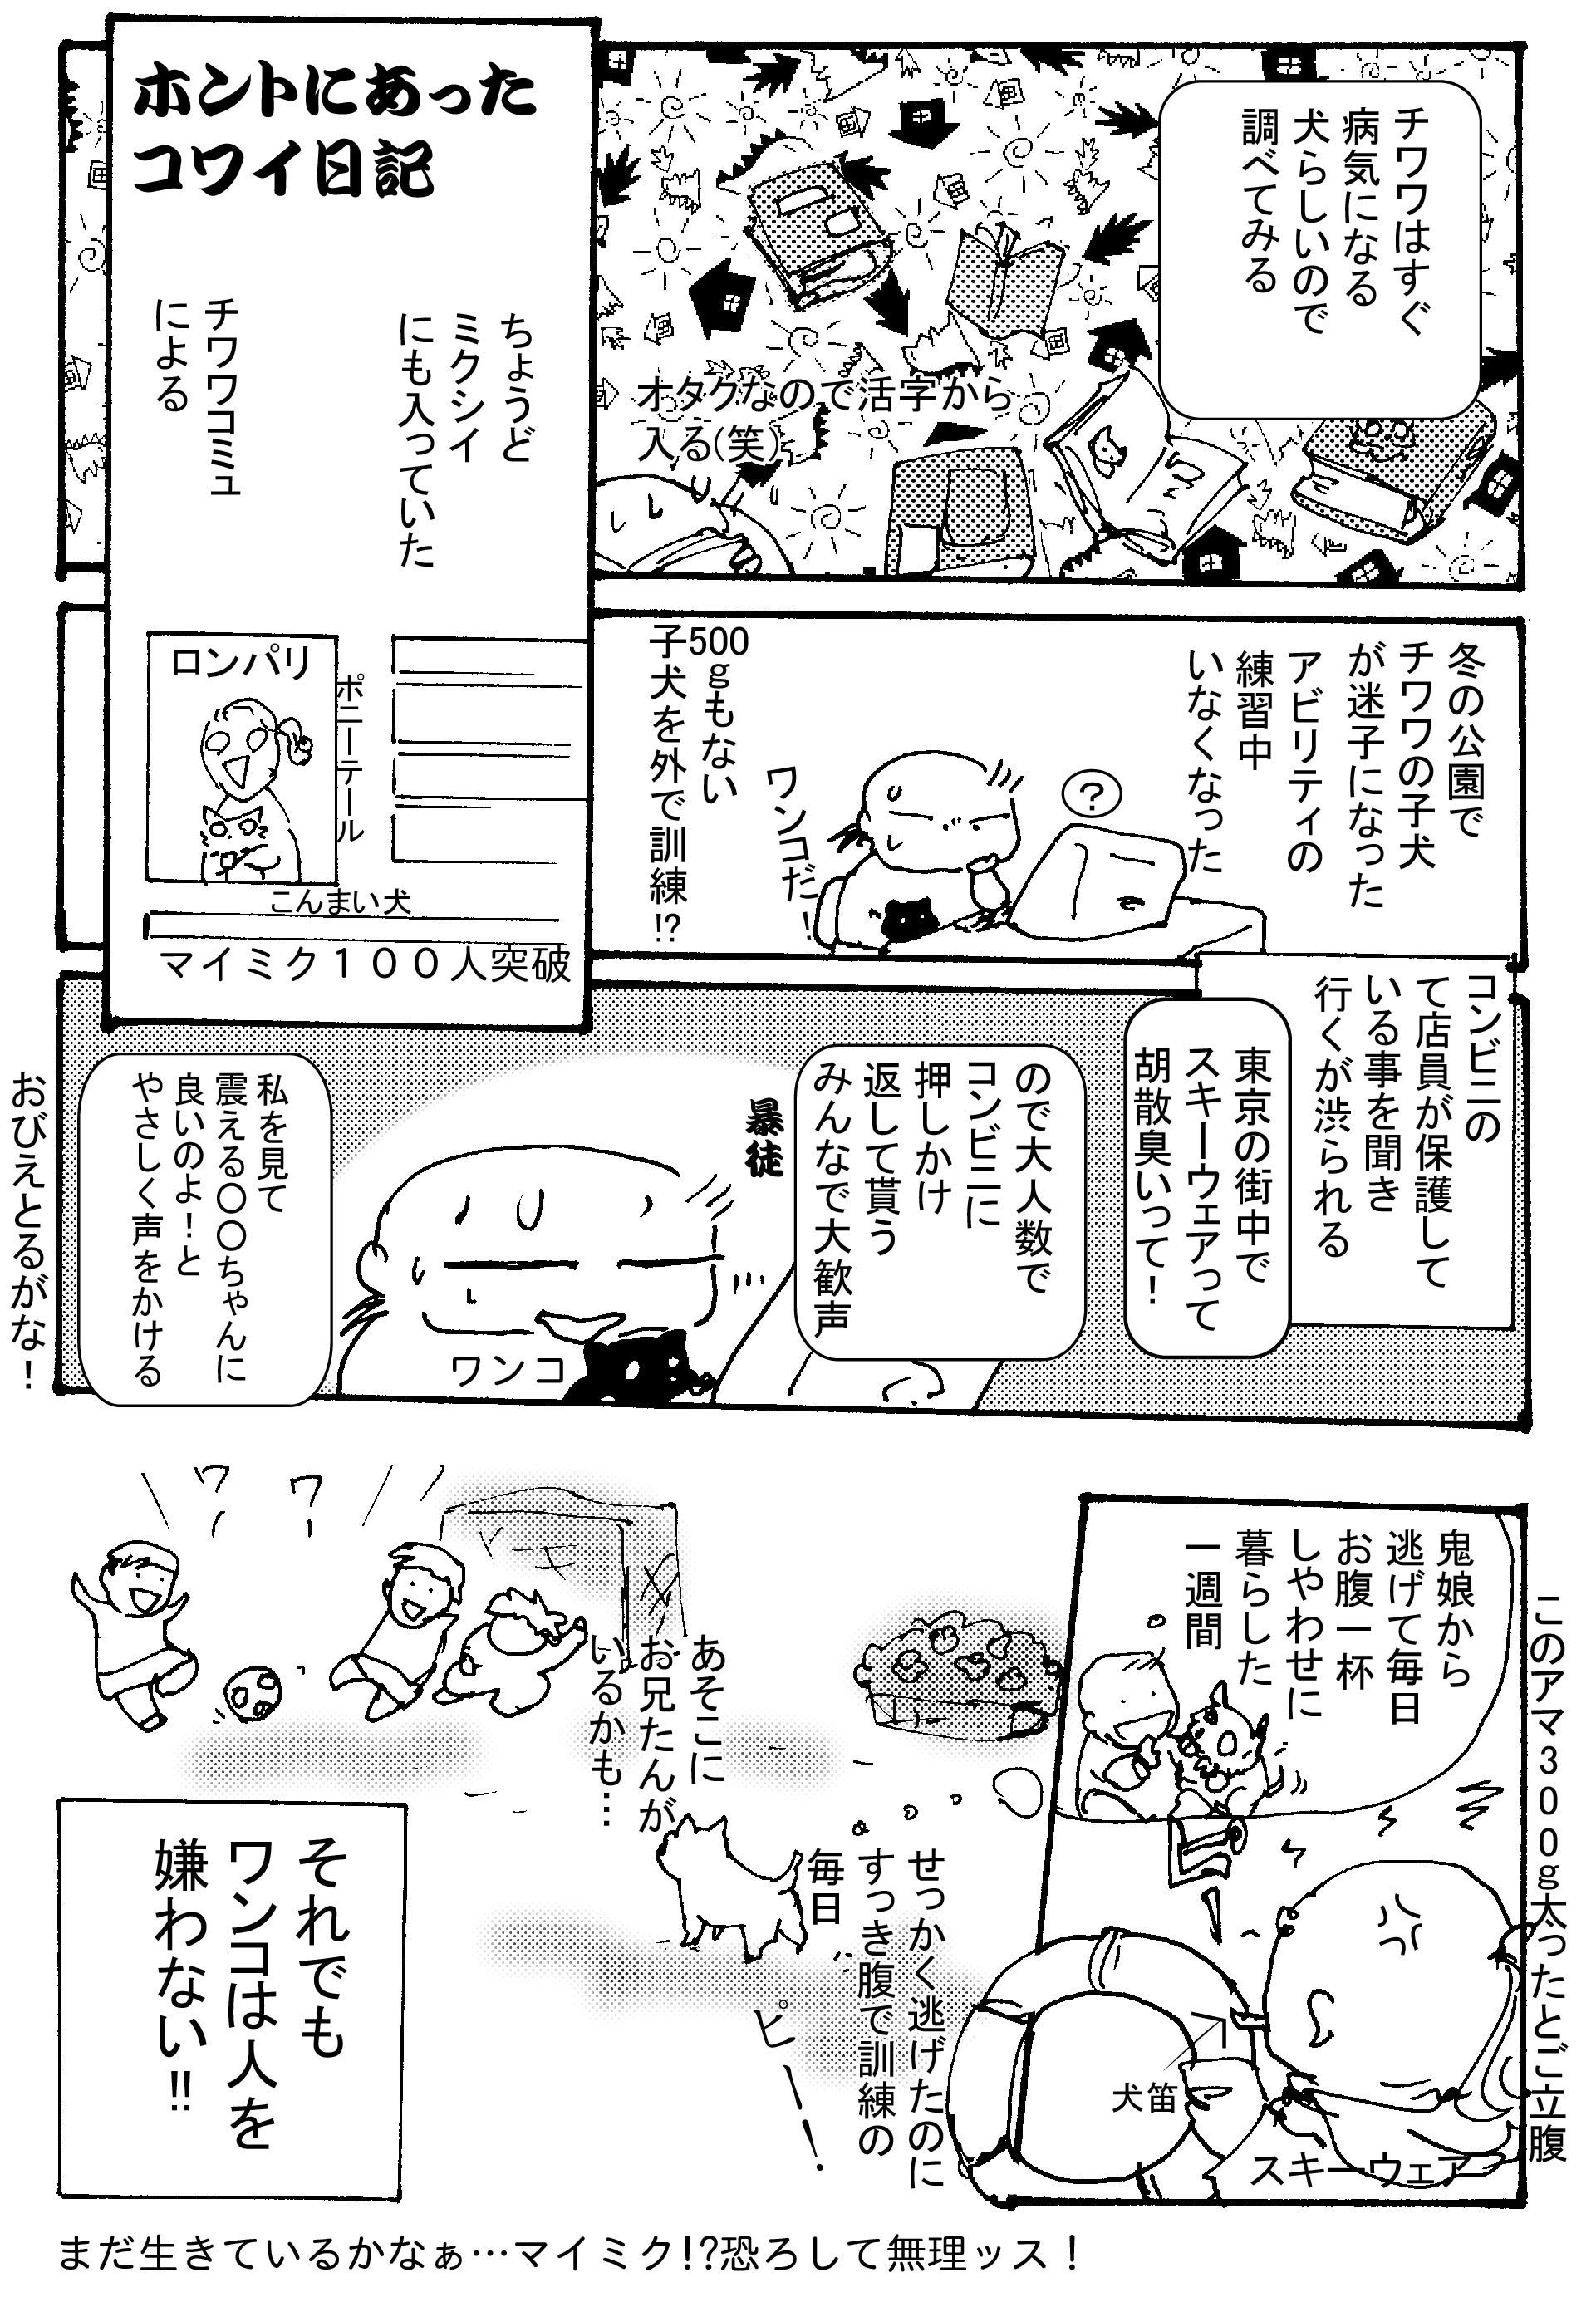 チワワはすぐ
病気になる
犬らしいので
調べてみる
オタクなので活字から
入る(笑)
ホントにあった
コワイ日記
ちょうど
ミクシイ
にも入っていた
チワワコミュ
による
ロンパリ
ポニーテール
こんまい犬
マイミク１００人突破
冬の公園で
チワワの子犬
が迷子になった
アビリティの
練習中
いなくなった
?
ワンコだ！
500gもない
子犬を外で訓練!?
コンビニの
て店員が保護して
いる事を聞き
行くが渋られる
東京の街中で
スキーウェアって
胡散臭いって！
ので大人数で
コンビニに
押しかけ
返して貰う
みんなで大歓声
暴徒
ワンコ
私を見て
震える〇〇ちゃんに
良いのよ！と
やさしく声をかける
おびえとるがな！
鬼娘から
逃げて毎日
お腹一杯
しやわせに
暮らした
一週間
このアマ300g太ったとご立腹
犬笛
スキーウェア
せっかく逃げたのに
すっき腹で訓練の
毎日
ピーー！
あそこに
お兄たんが
いるかも…
ワ
ワ
それでも
ワンコは人を
嫌わない!!
まだ生きているかなぁ…マイミク!?恐ろして無理ッス！